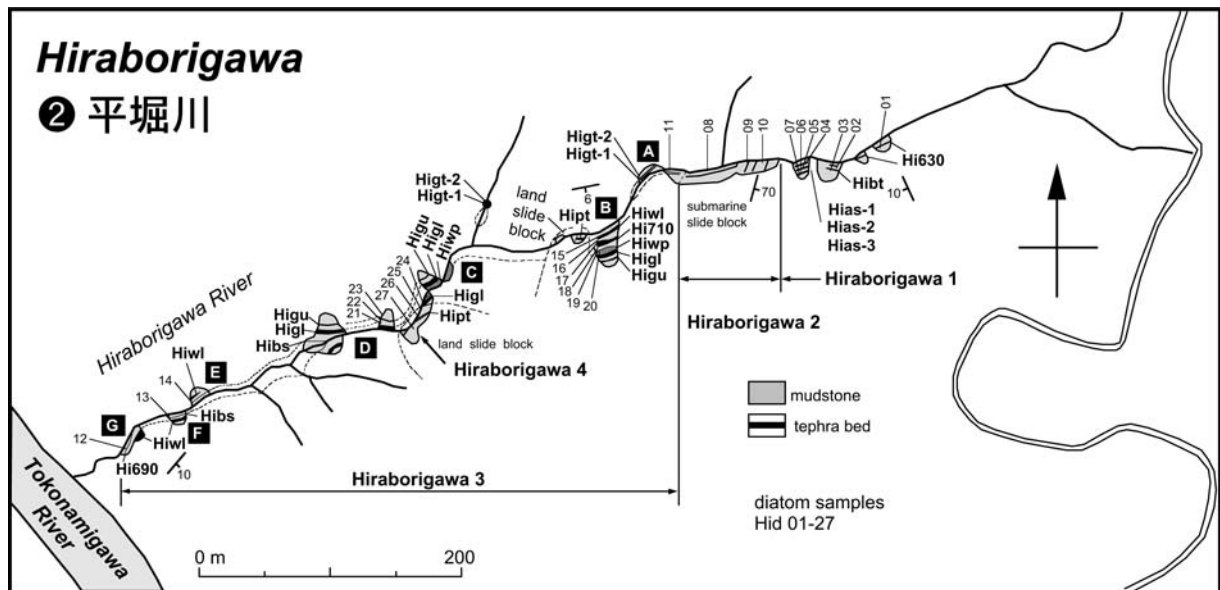 Hiraborigawa
❷ 平堀川
01
02
03
04
05
06
07
10
09
08
11
A
Higt-2
Higt-1
Hi630
Hibt
10
Hias-1
Hias-2
Hias-3
70
submarine
slide block
Higt-2
Higt-1
land
slide
block
Hipt
6
B
Hiwl
Hi710
Hiwp
Higl
Higu
15
16
17
18
19
20
Hiraborigawa 1
Hiraborigawa 2
Higu
Higl
Hiwp
C
24
25
26
27
23
22
21
Higl
Hipt
land slide block
Hiraborigawa 4
Higu
Higl
Hibs
D
Hiraborigawa River
Hiwl
E
14
13
Hibs
G
12
Hiwl
F
Hi690
10
Hiraborigawa 3
mudstone
tephra bed
diatom samples
Hid 01-27
Tokonamigawa
River
0 m
200